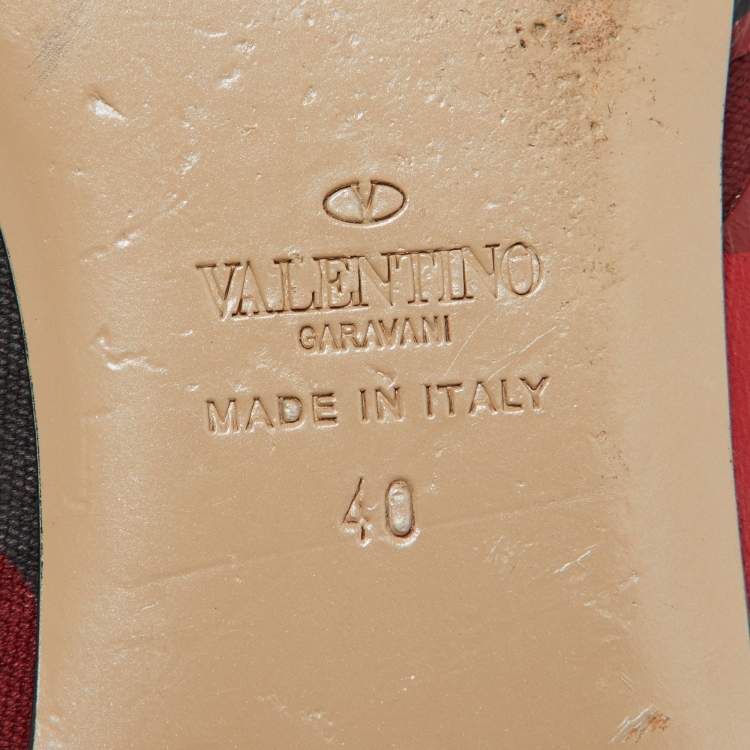 V
VALENTINO
GARAVANI
MADE IN ITALY
40